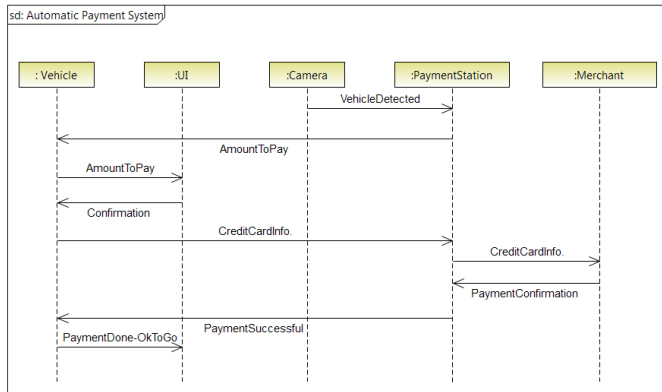 sd: Automatic Payment System
: Vehicle
:UI
:Camera
:PaymentStation
:Merchant
VehicleDetected
AmountToPay
AmountToPay
Confirmation
CreditCardInfo.
CreditCardInfo.
PaymentConfirmation
PaymentSuccessful
PaymentDone-OkToGo